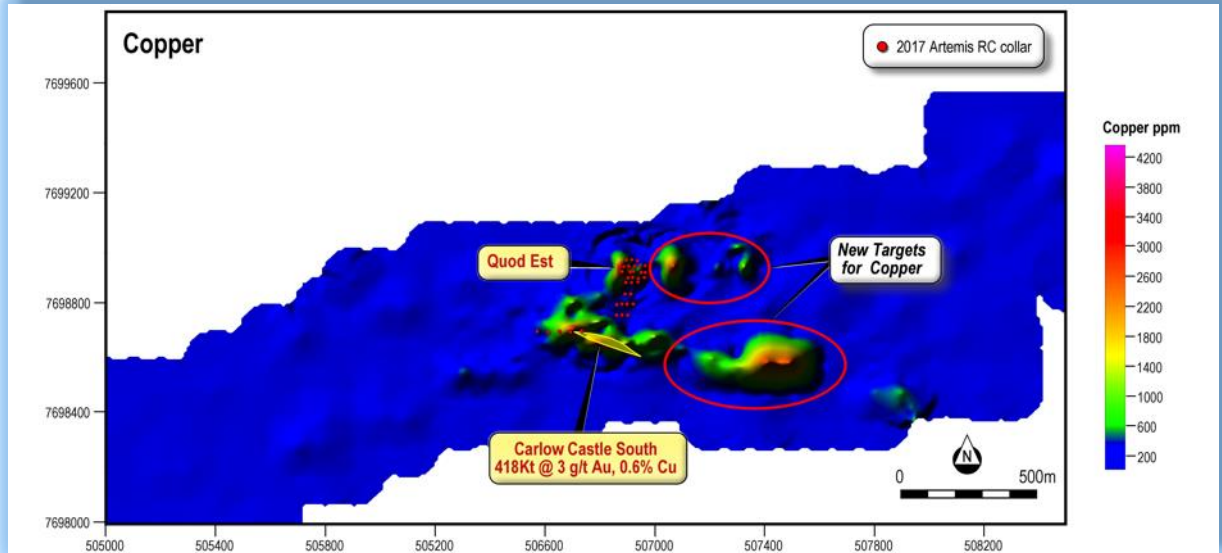 Copper
2017 Artemis RC collar
7699600
7699200
7698800
7698400
7698000
Quod Est
New Targets
for Copper
Carlow Castle South
418Kt @ 3 g/t Au, 0.6% Cu
N
0 500m
505000 505400 505800 505200 506600 507000 507400 507800 508200
Copper ppm
4200
3800
3400
3000
2600
2200
1800
1400
1000
600
200